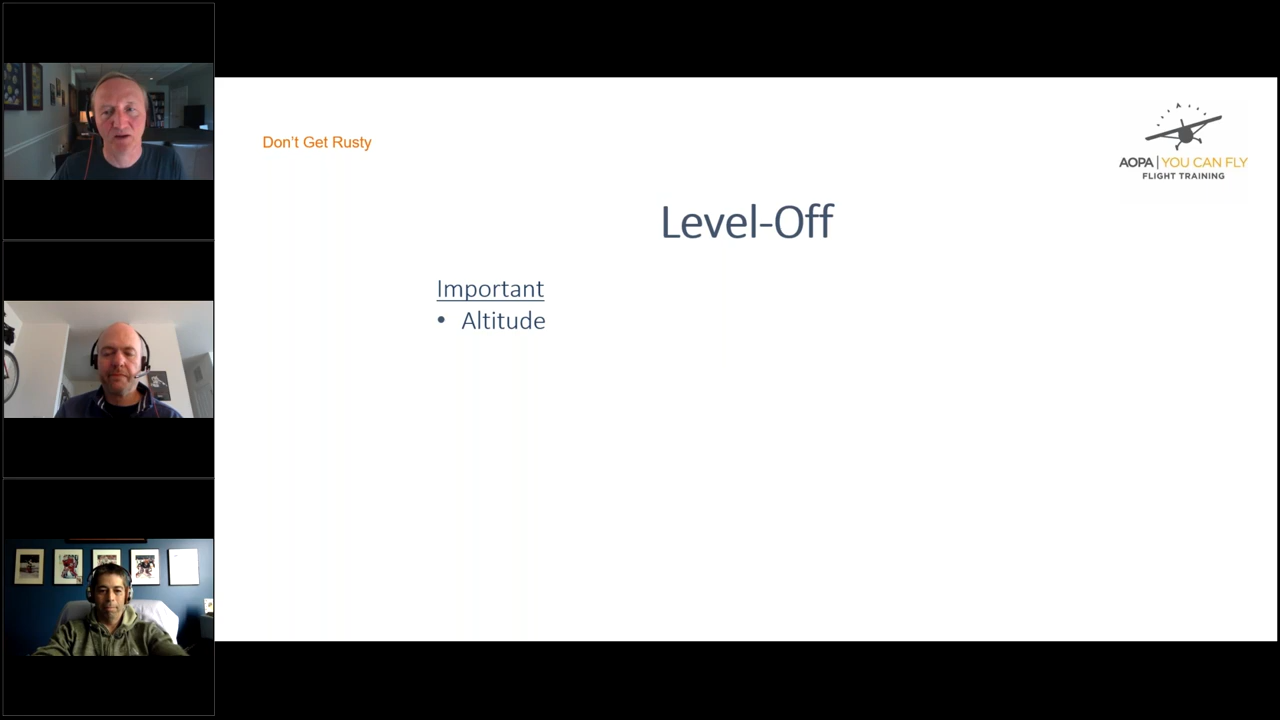 Don't Get Rusty
AOPA | YOU CAN FLY
FLIGHT TRAINING
Level-Off
Important
• Altitude